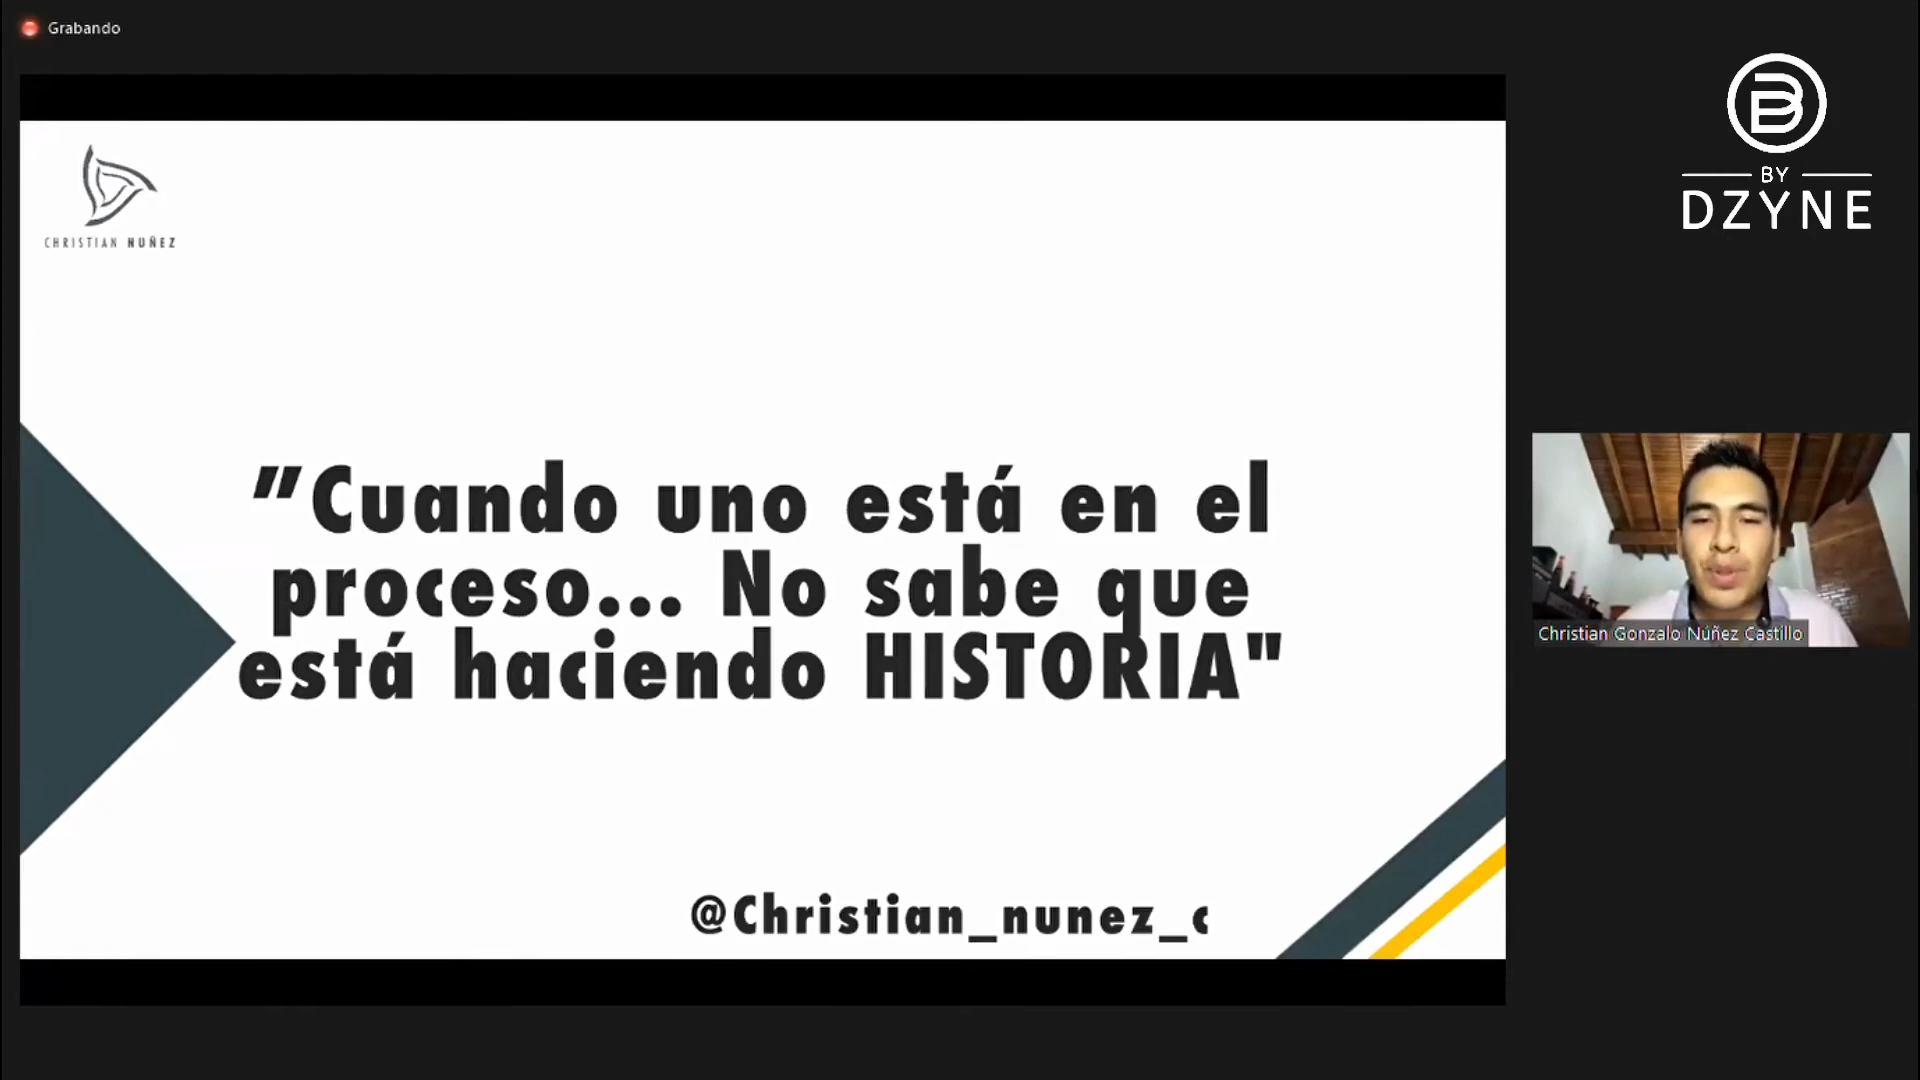 Grabando
B
BY
DZYNE
CHRISTIAN NUÑEZ
"Cuando uno está en el
proceso... No sabe que
está haciendo HISTORIA"
@Christian_nunez_c
Christian Gonzalo Núñez Castillo